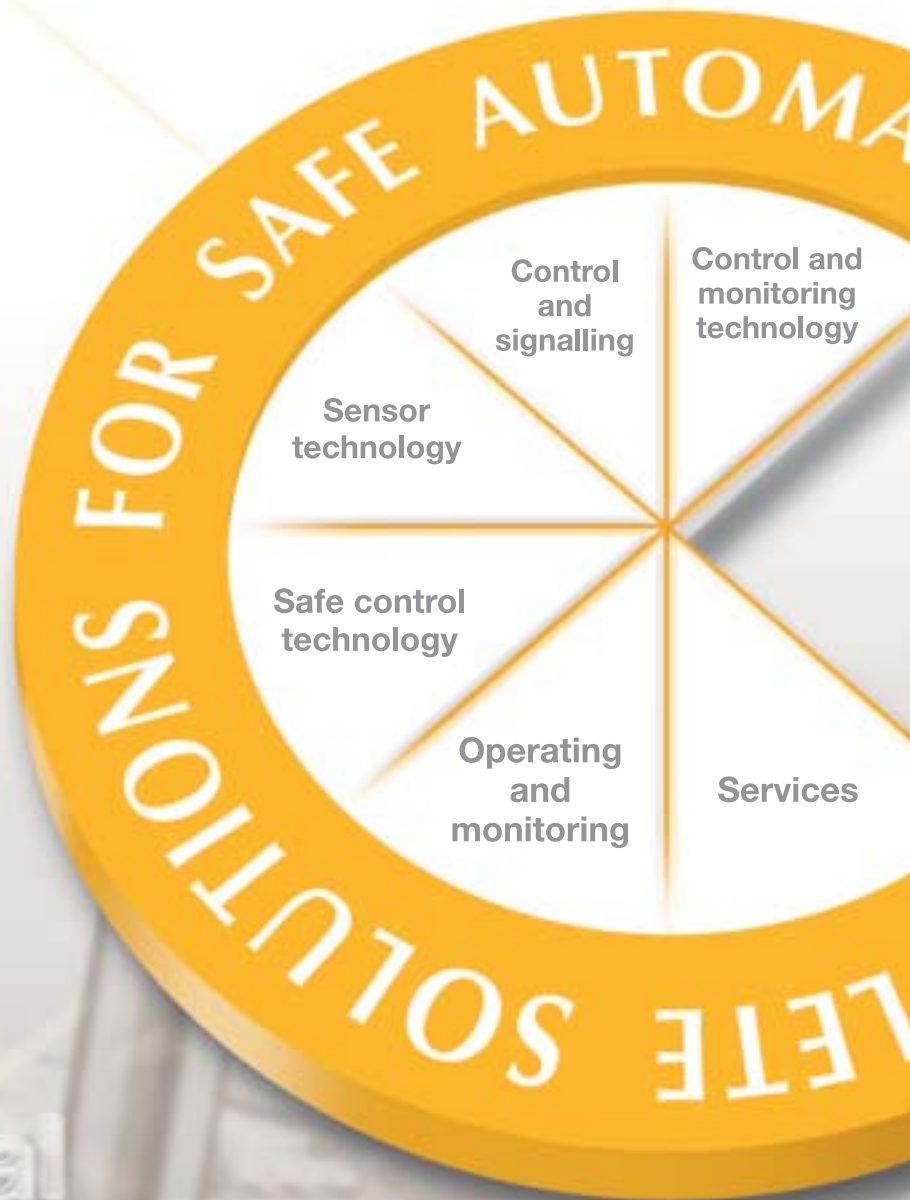 LETE SOLUTIONS FOR SAFE AUTOMA
Control
and
signalling
Control and
monitoring
technology
Sensor
technology
Safe control
technology
Operating
and
monitoring
Services